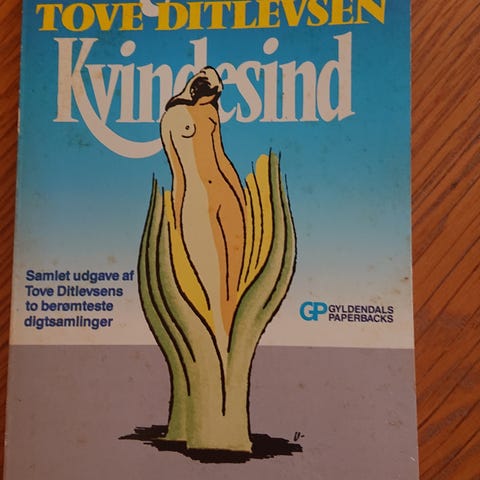 TOVE DITLEVSEN
Kvindesind
Samlet udgave af
Tove Ditlevsens
to berømteste
digtsamlinger
GP GYLDENDALS
PAPERBACKS